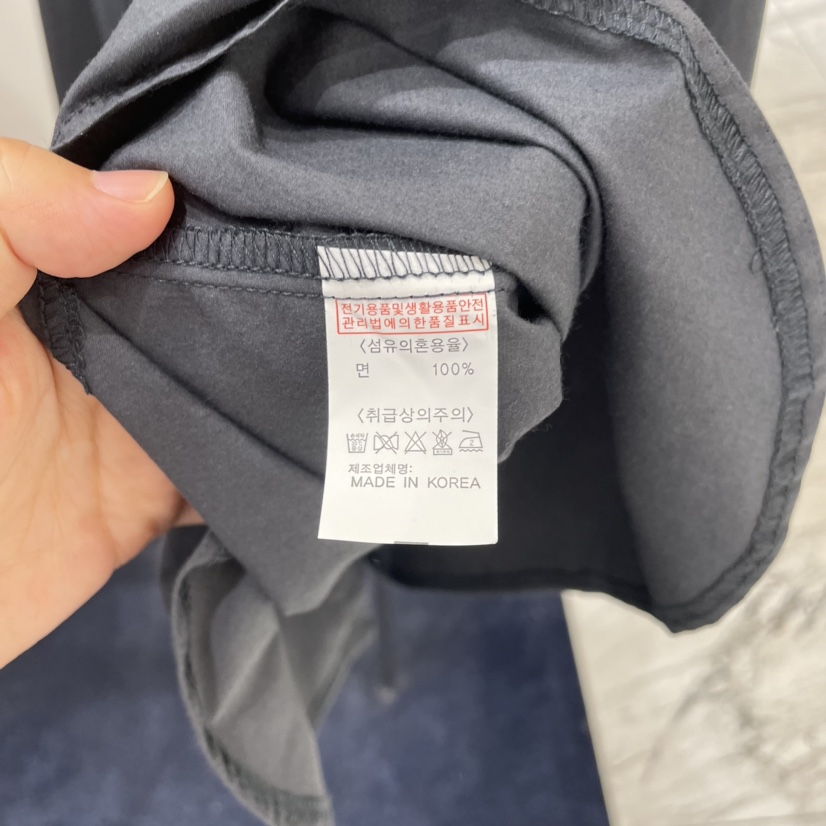 전기용품및생활용품안전
관리법에의한품질표시
〈섬유의혼용율〉
면 100%
〈취급상의주의〉
제조업체명:
MADE IN KOREA